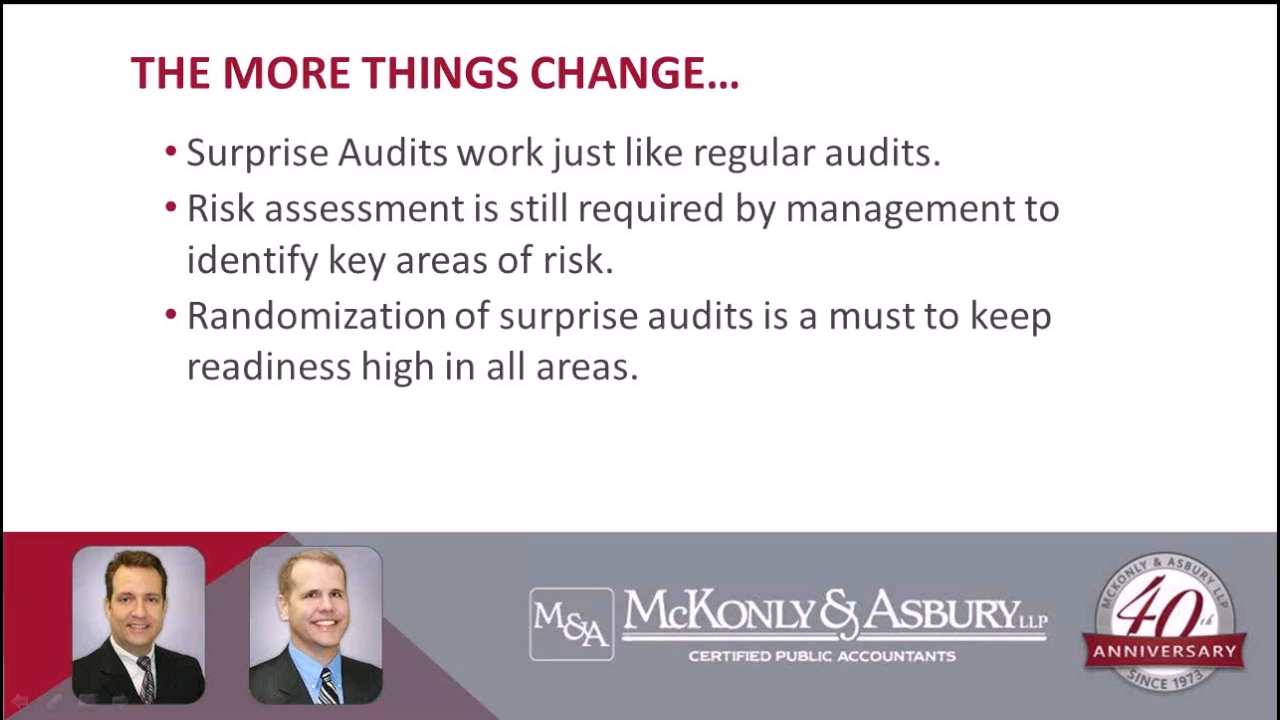 THE MORE THINGS CHANGE…
• Surprise Audits work just like regular audits.
• Risk assessment is still required by management to
identify key areas of risk.
• Randomization of surprise audits is a must to keep
readiness high in all areas.
M&A
McKonly & Asbury LLP
CERTIFIED PUBLIC ACCOUNTANTS
MCKONLY & ASBURY LLP
40th
ANNIVERSARY
SINCE 1973